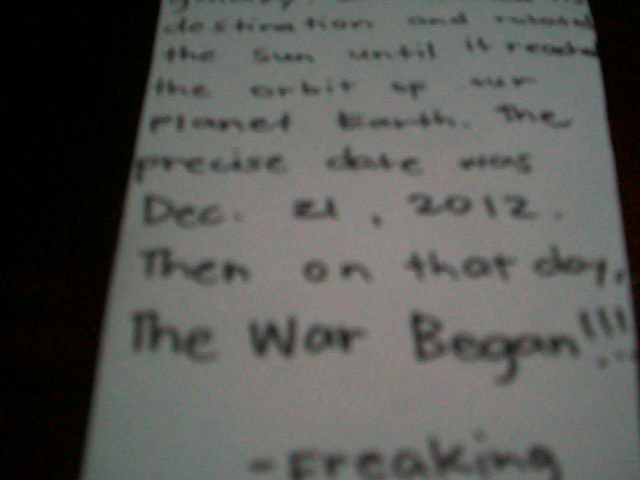 destination and rotated
the sun until it reach
the orbit of our
planet Earth. The
precise date was
Dec. 21, 2012.
Then on that day,
The War Began!!!
- Freaking